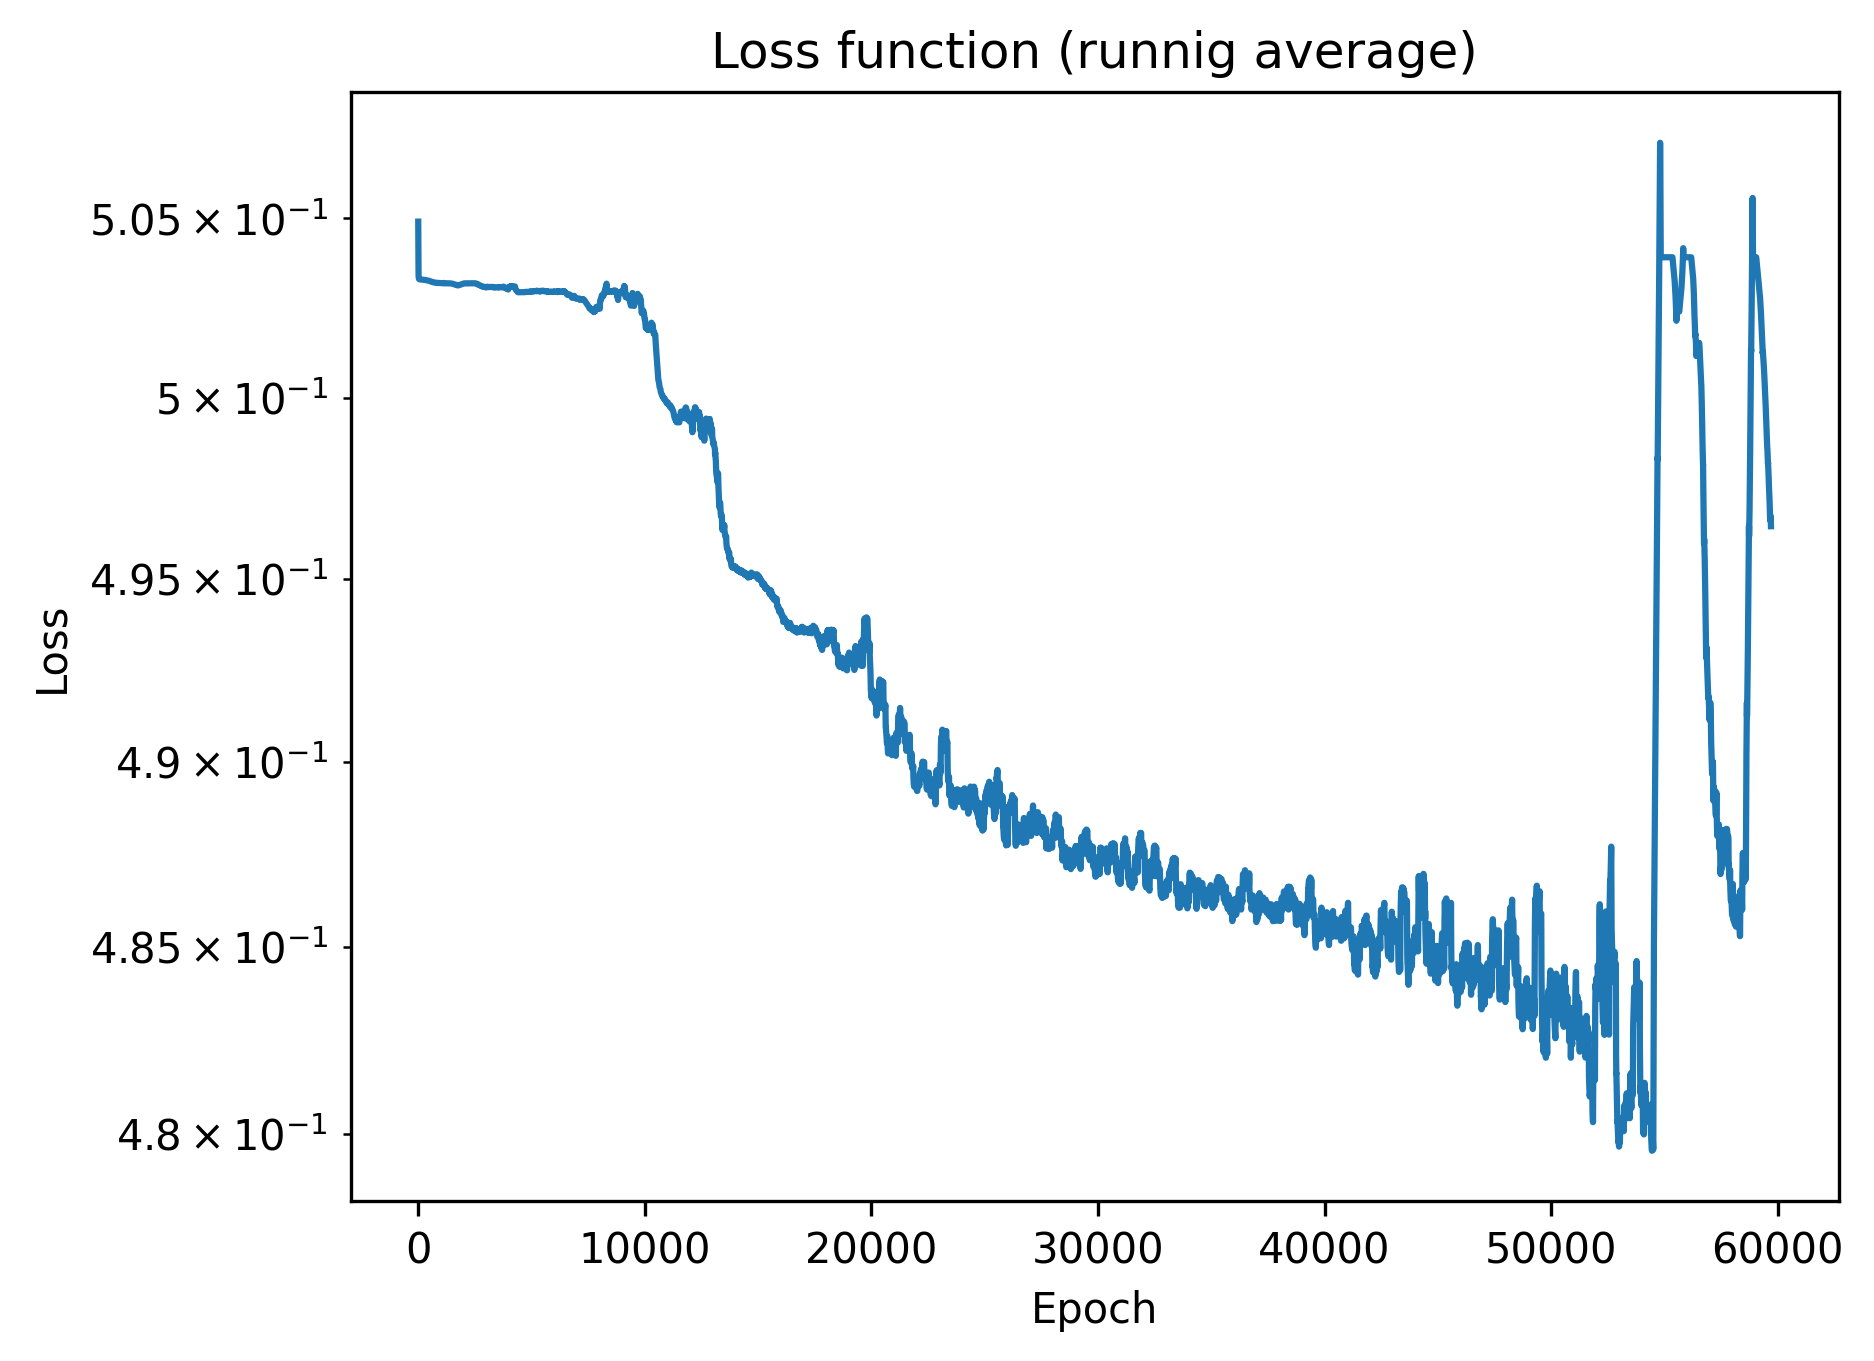 Loss function (runnig average)
5.05 × 10⁻¹
5 × 10⁻¹
4.95 × 10⁻¹
4.9 × 10⁻¹
4.85 × 10⁻¹
4.8 × 10⁻¹
Loss
0 10000 20000 30000 40000 50000 60000
Epoch